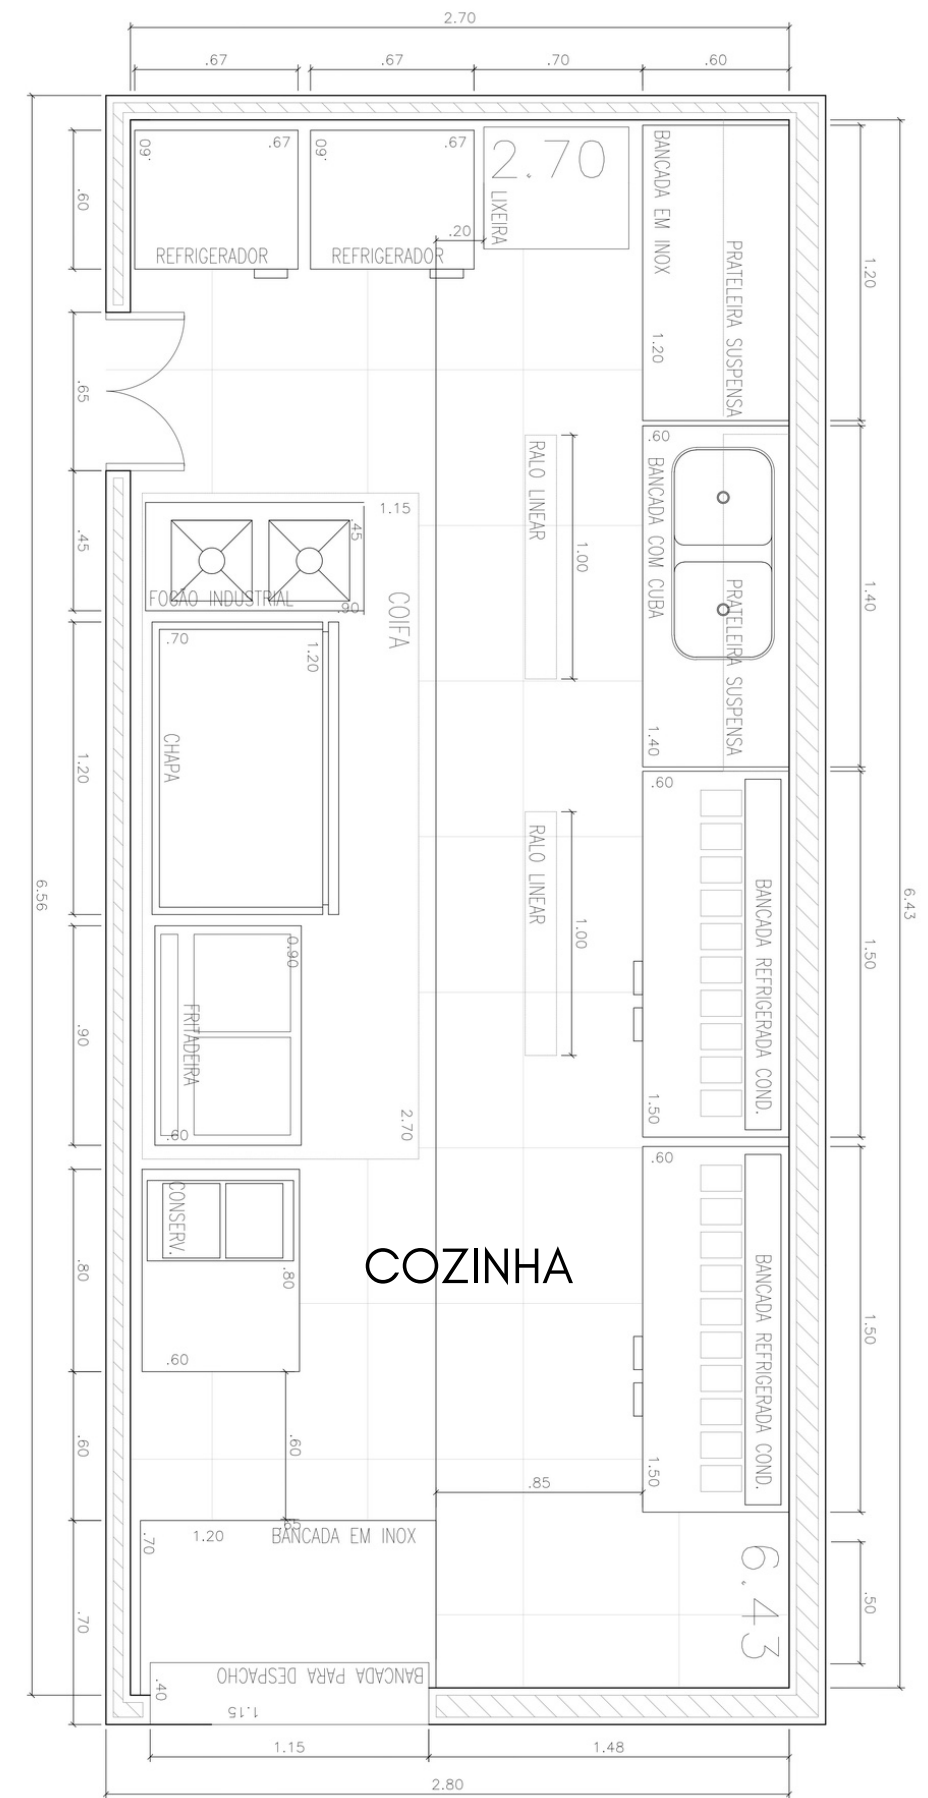 2.70
.67
.67
.70
.60
.60
.67
.60
.67
2.70
LIXEIRA
.20
REFRIGERADOR
REFRIGERADOR
BANCADA EM INOX
PRATELEIRA SUSPENSA
1.20
1.20
.60
.65
.45
1.15
.45
FOGÃO INDUSTRIAL
.90
COIFA
RALO LINEAR
1.00
.60
BANCADA COM CUBA
PRATELEIRA SUSPENSA
1.40
1.40
.70
1.20
CHAPA
1.20
RALO LINEAR
1.00
.60
BANCADA REFRIGERADA COND.
1.50
1.50
6.56
6.43
0.90
FRITADEIRA
.60
.90
2.70
CONSERV.
.80
.60
.80
COZINHA
.60
BANCADA REFRIGERADA COND.
1.50
1.50
.60
.60
.85
.65
BANCADA EM INOX
1.20
.70
.70
6.43
.50
BANCADA PARA DESPACHO
.40
1.15
1.15
1.48
2.80